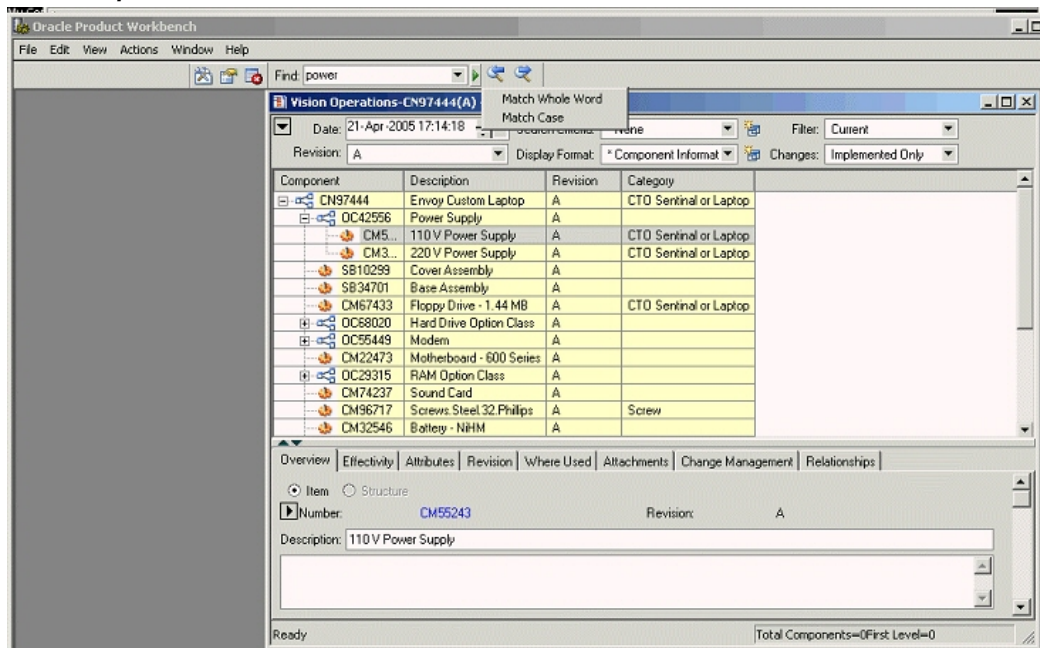 Oracle Product Workbench
File Edit View Actions Window Help
Find: power
Match Whole Word
Match Case
Vision Operations-CN97444(A)
Date: 21-Apr-2005 17:14:18 Filter: Current
Revision: A Display Format: * Component Informat Changes: Implemented Only
Component Description Revision Category
CN97444 Envoy Custom Laptop A CTO Sentinal or Laptop
OC42556 Power Supply A
CM5... 110 V Power Supply A CTO Sentinal or Laptop
CM3... 220 V Power Supply A CTO Sentinal or Laptop
SB10299 Cover Assembly A
SB34701 Base Assembly A
CM67433 Floppy Drive - 1.44 MB A CTO Sentinal or Laptop
OC68020 Hard Drive Option Class A
OC55449 Modem A
CM22473 Motherboard - 600 Series A
OC29315 RAM Option Class A
CM74237 Sound Card A
CM96717 Screws.Steel.32.Philips A Screw
CM32546 Battery - NiHM A
Overview Effectivity Attributes Revision Where Used Attachments Change Management Relationships
Item Structure
Number: CM55243 Revision: A
Description: 110 V Power Supply
Ready Total Components=0First Level=0